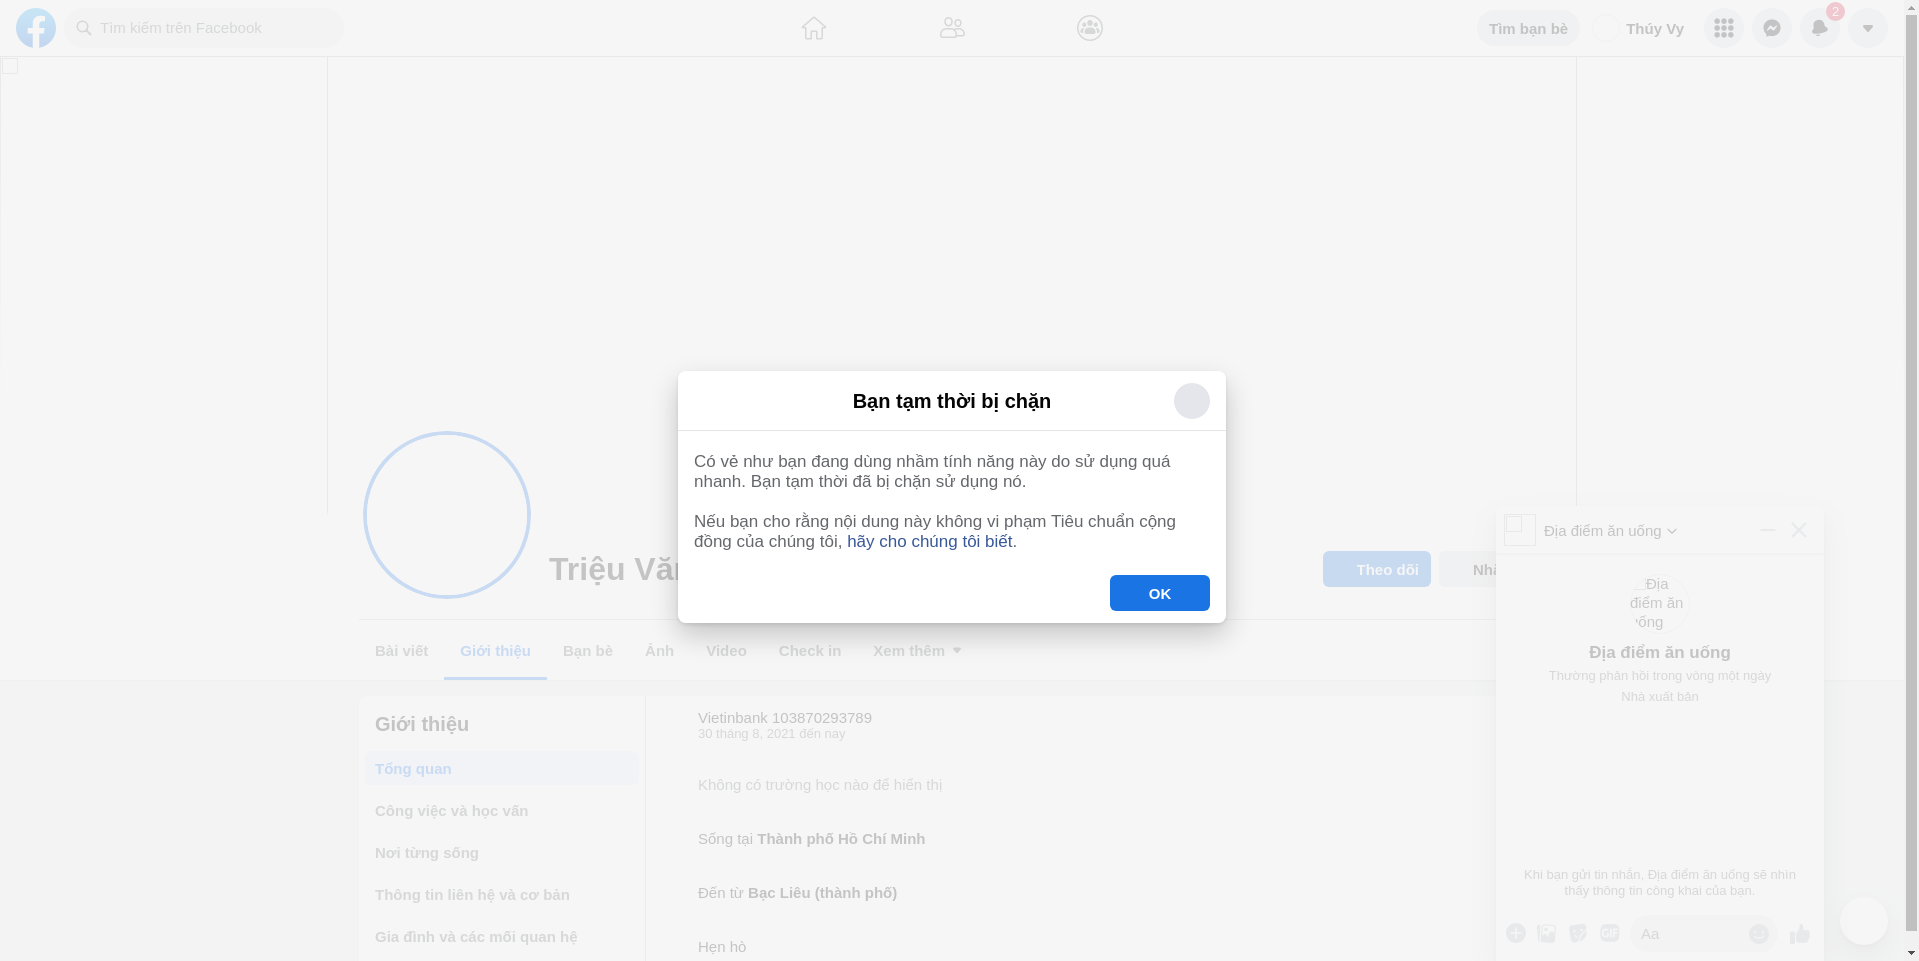 Tìm kiếm trên Facebook
Tìm bạn bè
Thúy Vy
2
Bạn tạm thời bị chặn
Có vẻ như bạn đang dùng nhầm tính năng này do sử dụng quá
nhanh. Bạn tạm thời đã bị chặn sử dụng nó.
Nếu bạn cho rằng nội dung này không vi phạm Tiêu chuẩn cộng
đồng của chúng tôi, hãy cho chúng tôi biết.
OK
Triệu
Theo dõi
Bài viết
Giới thiệu
Bạn bè
Ảnh
Video
Check in
Xem thêm
Giới thiệu
Tổng quan
Công việc và học vấn
Nơi từng sống
Thông tin liên hệ và cơ bản
Gia đình và các mối quan hệ
Vietinbank 103870293789
30 tháng 8, 2021 đến nay
Không có trường học nào để hiển thị
Sống tại Thành phố Hồ Chí Minh
Đến từ Bạc Liêu (thành phố)
Hẹn hò
Địa điểm ăn uống
Địa
điểm ăn
uống
Địa điểm ăn uống
Thường phản hồi trong vòng một ngày
Nhà xuất bản
Khi bạn gửi tin nhắn, Địa điểm ăn uống sẽ nhìn
thấy thông tin công khai của bạn.
GIF
Aa